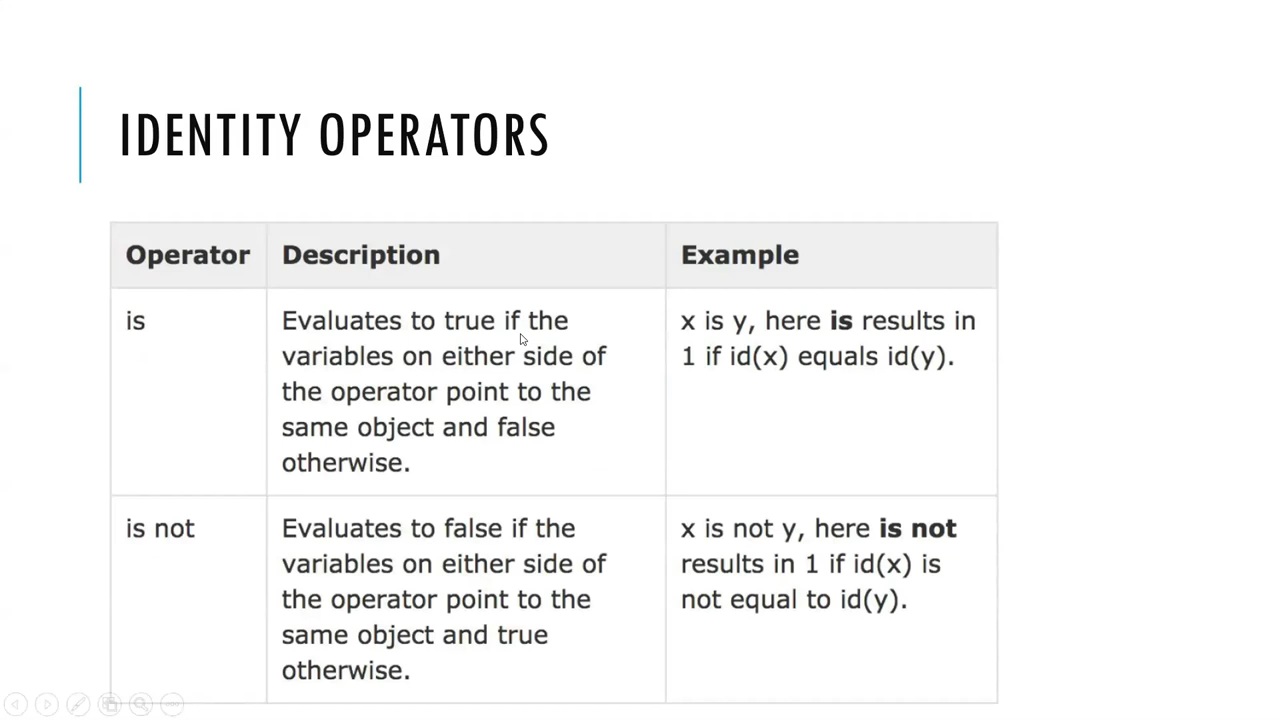 IDENTITY OPERATORS
Operator
Description
Example
is
Evaluates to true if the
variables on either side of
the operator point to the
same object and false
otherwise.
x is y, here is results in
1 if id(x) equals id(y).
is not
Evaluates to false if the
variables on either side of
the operator point to the
same object and true
otherwise.
x is not y, here is not
results in 1 if id(x) is
not equal to id(y).